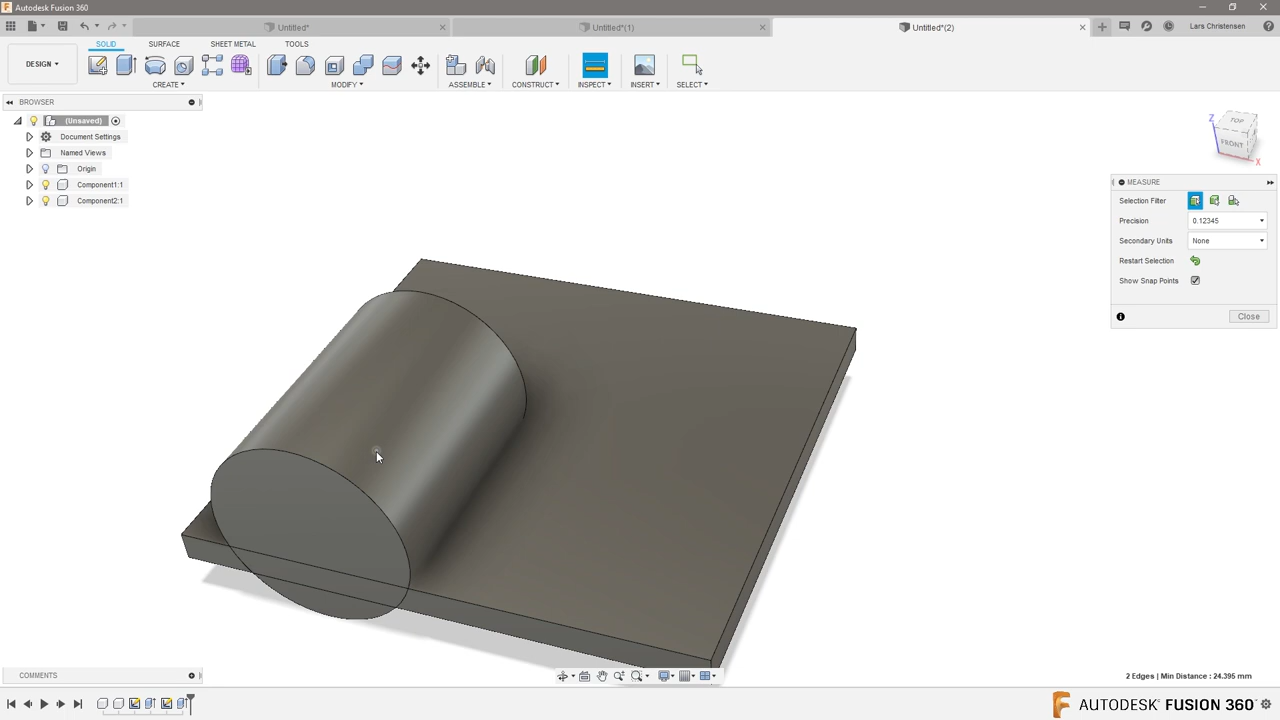 Autodesk Fusion 360
Untitled*
Untitled*(1)
Untitled*(2)
Lars Christensen
DESIGN
SOLID
SURFACE
SHEET METAL
TOOLS
CREATE
MODIFY
ASSEMBLE
CONSTRUCT
INSPECT
INSERT
SELECT
BROWSER
(Unsaved)
Document Settings
Named Views
Origin
Component1:1
Component2:1
TOP
FRONT
Z
X
MEASURE
Selection Filter
Precision 0.12345
Secondary Units None
Restart Selection
Show Snap Points
Close
COMMENTS
2 Edges | Min Distance : 24.395 mm
AUTODESK® FUSION 360™